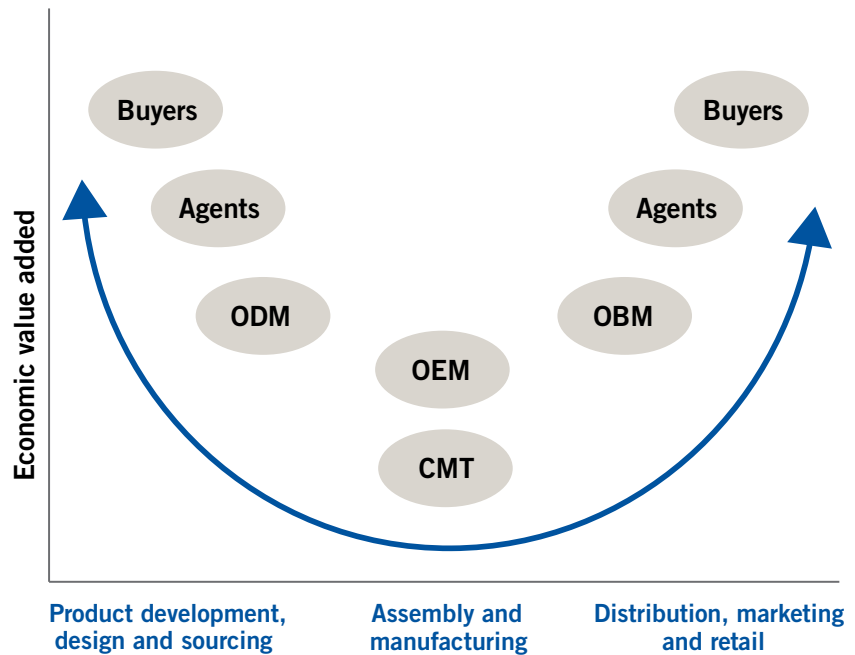 Economic value added
Buyers
Buyers
Agents
Agents
ODM
OBM
OEM
CMT
Product development,
design and sourcing
Assembly and
manufacturing
Distribution, marketing
and retail